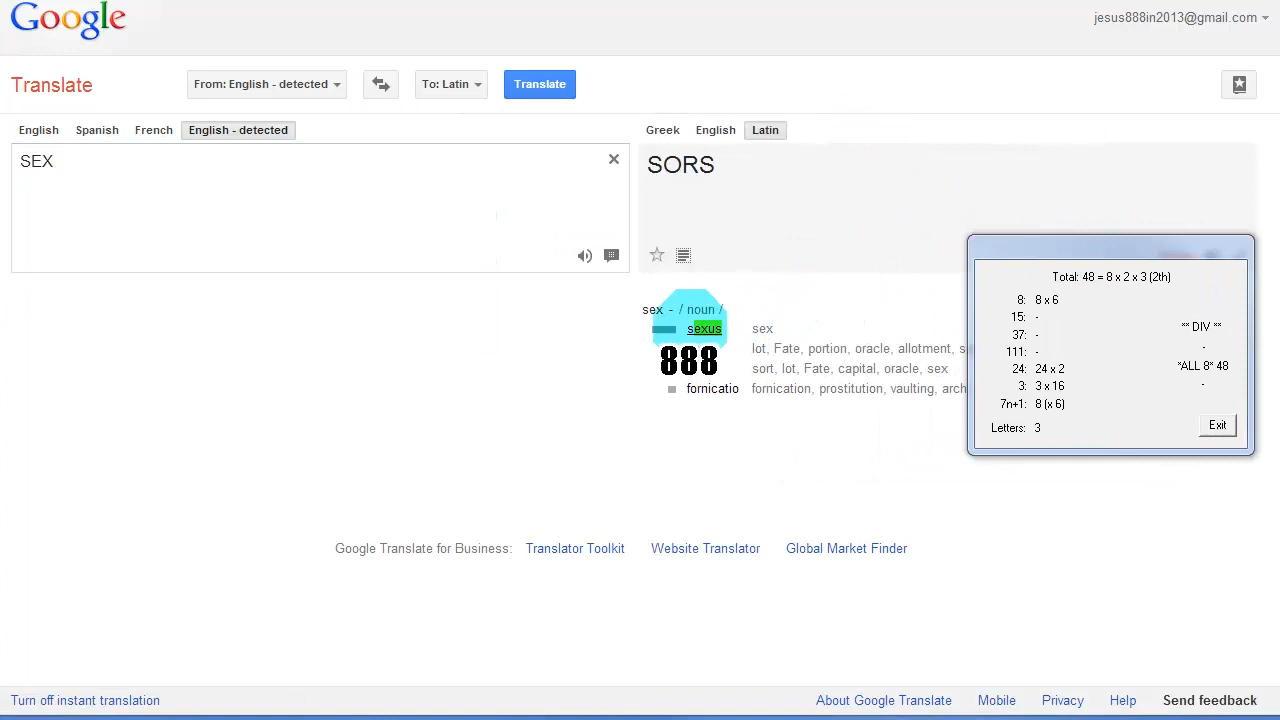 Google
jesus888in2013@gmail.com
Translate
From: English - detected
To: Latin
Translate
English Spanish French English - detected
Greek English Latin
SEX
SORS
sex - / noun /
sexus sex
lot, Fate, portion, oracle, allotment, s
888 sort, lot, Fate, capital, oracle, sex
fornicatio fornication, prostitution, vaulting, arch
Total: 48 = 8 x 2 x 3 (2th)
8: 8 x 6
15: -
37: -
111: -
24: 24 x 2
3: 3 x 16
7n+1: 8 (x 6)
Letters: 3
** DIV **
-
*ALL 8* 48
-
Exit
Google Translate for Business: Translator Toolkit Website Translator Global Market Finder
Turn off instant translation About Google Translate Mobile Privacy Help Send feedback